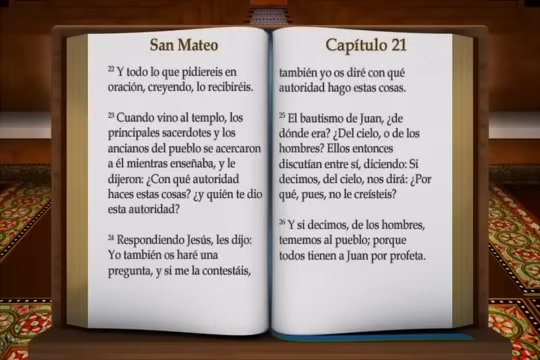 San Mateo
22 Y todo lo que pidiereis en
oración, creyendo, lo recibiréis.
23 Cuando vino al templo, los
principales sacerdotes y los
ancianos del pueblo se acercaron
a él mientras enseñaba, y le
dijeron: ¿Con qué autoridad
haces estas cosas? ¿y quién te dio
esta autoridad?
24 Respondiendo Jesús, les dijo:
Yo también os haré una
pregunta, y si me la contestáis,
Capítulo 21
también yo os diré con qué
autoridad hago estas cosas.
25 El bautismo de Juan, ¿de
dónde era? ¿Del cielo, o de los
hombres? Ellos entonces
discutían entre sí, diciendo: Si
decimos, del cielo, nos dirá: ¿Por
qué, pues, no le creísteis?
26 Y si decimos, de los hombres,
tememos al pueblo; porque
todos tienen a Juan por profeta.